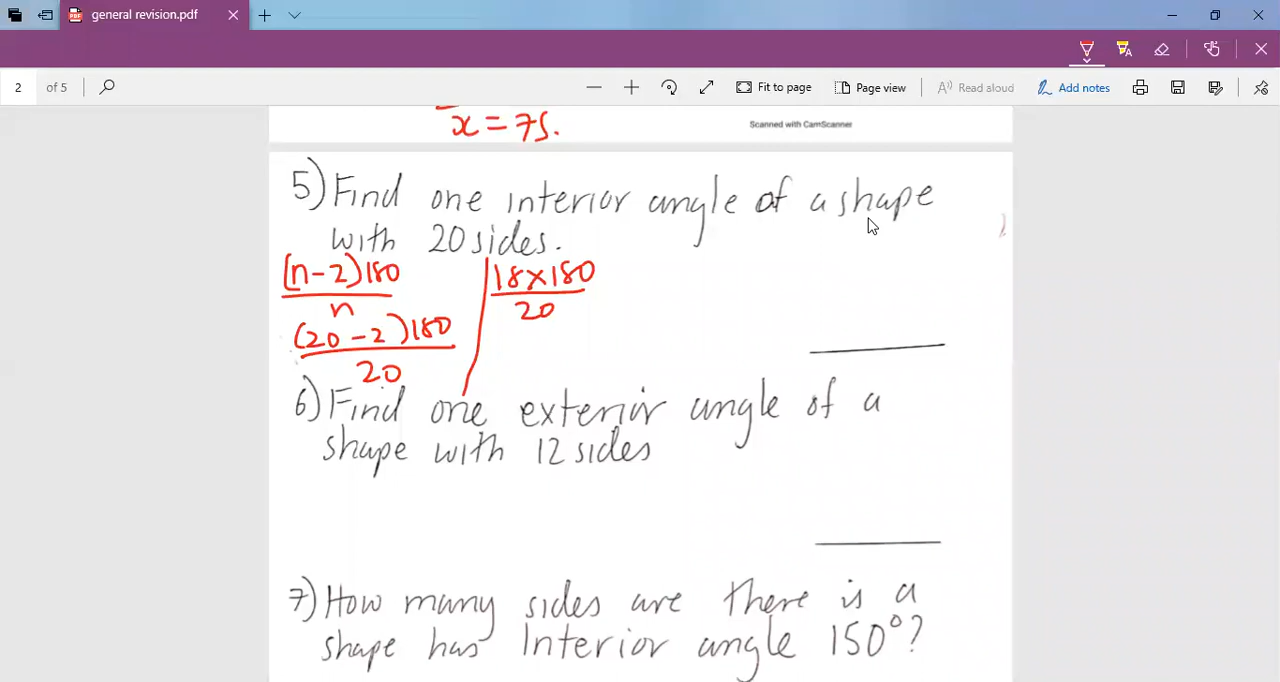 general revision.pdf
2 of 5
Fit to page
Page view
Read aloud
Add notes
x = 75.
Scanned with CamScanner
5) Find one interior angle of a shape
with 20 sides.
(n-2)180
n
(20-2)180
20
18×180
20
6) Find one exterior angle of a
shape with 12 sides
7) How many sides are there is a
shape has Interior angle 150°?